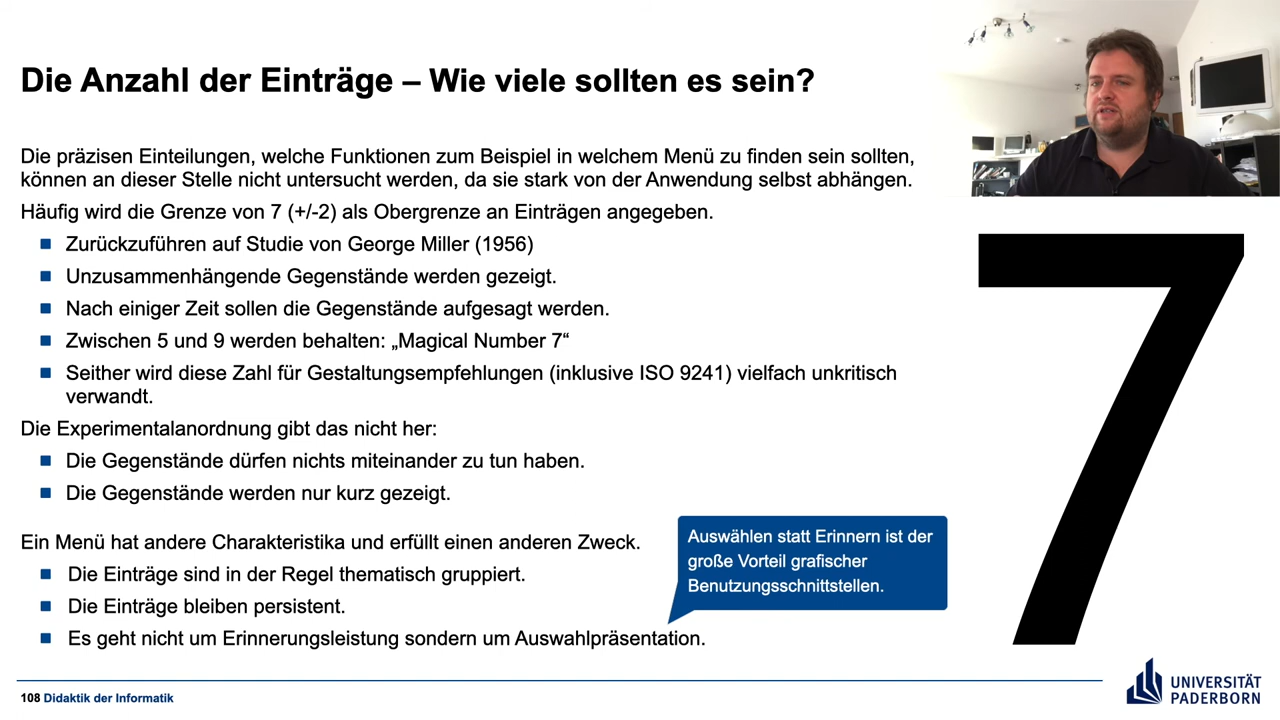 Die Anzahl der Einträge – Wie viele sollten es sein?
Die präzisen Einteilungen, welche Funktionen zum Beispiel in welchem Menü zu finden sein sollten,
können an dieser Stelle nicht untersucht werden, da sie stark von der Anwendung selbst abhängen.
Häufig wird die Grenze von 7 (+/-2) als Obergrenze an Einträgen angegeben.
Zurückzuführen auf Studie von George Miller (1956)
Unzusammenhängende Gegenstände werden gezeigt.
Nach einiger Zeit sollen die Gegenstände aufgesagt werden.
Zwischen 5 und 9 werden behalten: „Magical Number 7“
Seither wird diese Zahl für Gestaltungsempfehlungen (inklusive ISO 9241) vielfach unkritisch
verwandt.
Die Experimentalanordnung gibt das nicht her:
Die Gegenstände dürfen nichts miteinander zu tun haben.
Die Gegenstände werden nur kurz gezeigt.
Ein Menü hat andere Charakteristika und erfüllt einen anderen Zweck.
Die Einträge sind in der Regel thematisch gruppiert.
Die Einträge bleiben persistent.
Es geht nicht um Erinnerungsleistung sondern um Auswahlpräsentation.
Auswählen statt Erinnern ist der
große Vorteil grafischer
Benutzungsschnittstellen.
7
108 Didaktik der Informatik
UNIVERSITÄT
PADERBORN